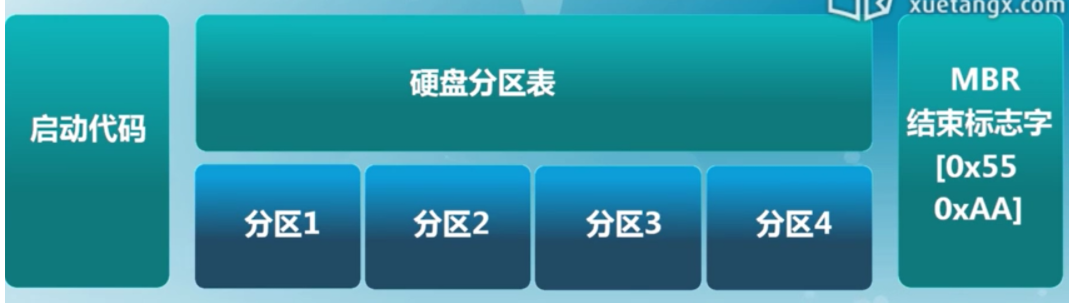 xuetangx.com
启动代码
硬盘分区表
分区1
分区2
分区3
分区4
MBR
结束标志字
[0x55
0xAA]